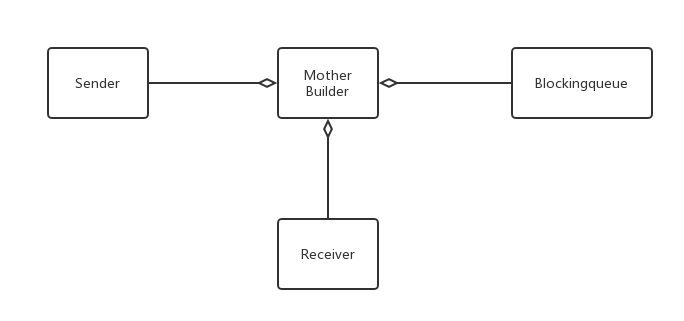 Sender
Mother
Builder
Blockingqueue
Receiver